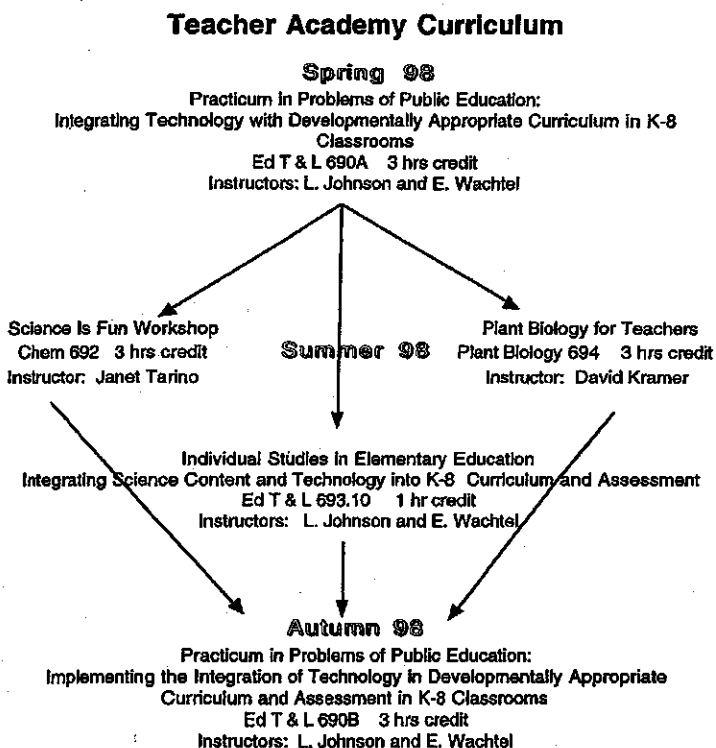 Teacher Academy Curriculum
Spring 98
Practicum in Problems of Public Education:
Integrating Technology with Developmentally Appropriate Curriculum in K-8
Classrooms
Ed T & L 690A 3 hrs credit
Instructors: L. Johnson and E. Wachtel
Science Is Fun Workshop
Chem 692 3 hrs credit
Instructor: Janet Tarino
Summer 98
Plant Biology for Teachers
Plant Biology 694 3 hrs credit
Instructor: David Kramer
Individual Studies in Elementary Education
Integrating Science Content and Technology into K-8 Curriculum and Assessment
Ed T & L 693.10 1 hr credit
Instructors: L. Johnson and E. Wachtel
Autumn 98
Practicum in Problems of Public Education:
Implementing the Integration of Technology in Developmentally Appropriate
Curriculum and Assessment in K-8 Classrooms
Ed T & L 690B 3 hrs credit
Instructors: L. Johnson and E. Wachtel